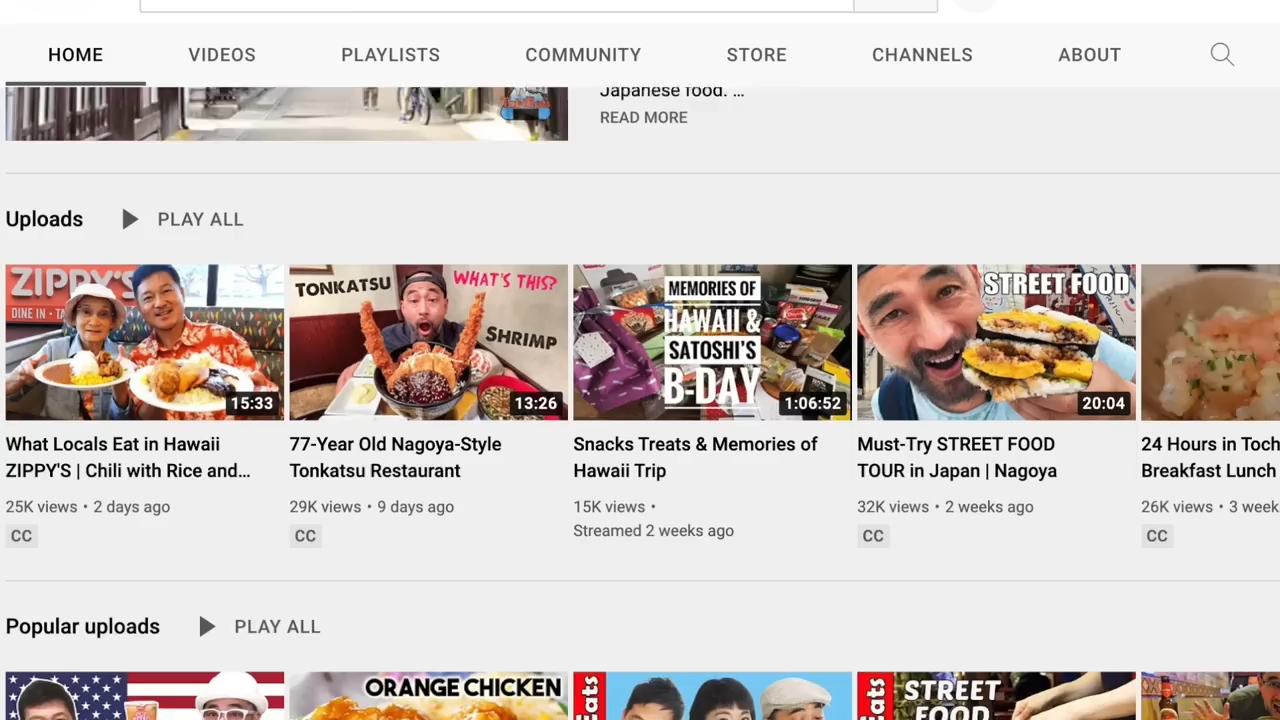 HOME VIDEOS PLAYLISTS COMMUNITY STORE CHANNELS ABOUT
Japanese food. ...
READ MORE
Uploads PLAY ALL
ZIPPY'S
DINE IN • TA
15:33
TONKATSU
WHAT'S THIS?
SHRIMP
13:26
MEMORIES OF
HAWAII &
SATOSHI'S
B-DAY
1:06:52
STREET FOOD
20:04
What Locals Eat in Hawaii
ZIPPY'S | Chili with Rice and...
25K views • 2 days ago
CC
77-Year Old Nagoya-Style
Tonkatsu Restaurant
29K views • 9 days ago
CC
Snacks Treats & Memories of
Hawaii Trip
15K views •
Streamed 2 weeks ago
Must-Try STREET FOOD
TOUR in Japan | Nagoya
32K views • 2 weeks ago
CC
24 Hours in Toch
Breakfast Lunch
26K views • 3 week
CC
Popular uploads PLAY ALL
ORANGE CHICKEN
Eats
Eats
STREET
FOOD